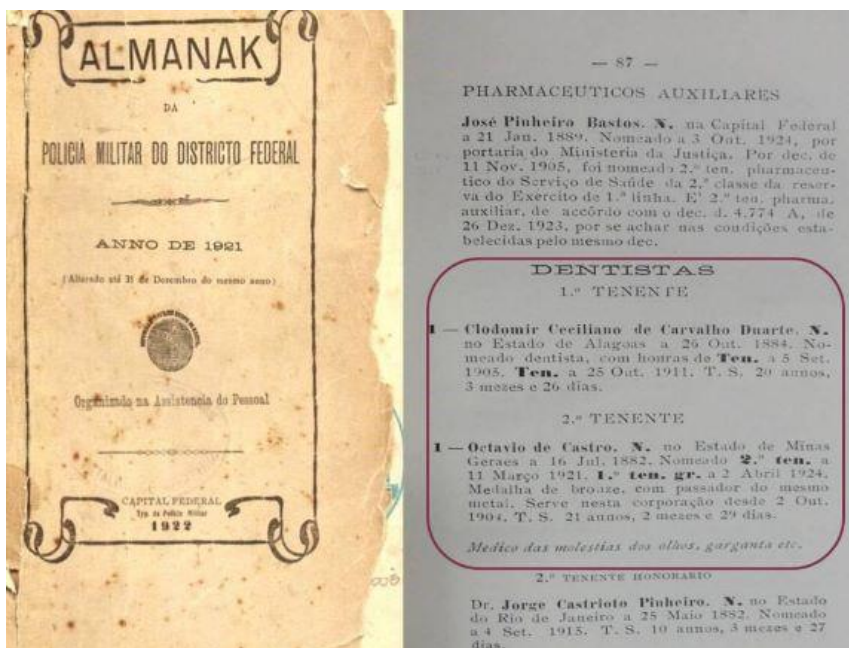 ALMANAK
DA
POLICIA MILITAR DO DISTRICTO FEDERAL
ANNO DE 1921
(Alterado até 31 de Dezembro do mesmo anno)
Organizado na Assistencia do Pessoal
CAPITAL FEDERAL
Typ. da Policia Militar
1922
— 87 —
PHARMACEUTICOS AUXILIARES
José Pinheiro Bastos. N. na Capital Federal
a 21 Jan. 1889. Nomeado a 3 Out. 1924, por
portaria do Ministeria da Justiça. Por dec. de
11 Nov. 1905, foi nomeado 2.º ten. pharmaceu-
tico do Serviço de Saúde da 2.ª classe da reser-
va do Exercito de 1.ª linha. E' 2.º ten. pharma.
auxiliar, de accôrdo com o dec. d. 4.774 A, de
26 Dez. 1923, por se achar nas condições esta-
belecidas pelo mesmo dec.
DENTISTAS
1.º TENENTE
1 — Clodomir Ceciliano de Carvalho Duarte. N.
no Estado de Alagoas a 26 Out. 1884. No-
meado dentista, com honras de Ten. a 5 Set.
1905. Ten. a 25 Out. 1911. T. S. 20 annos,
3 mezes e 26 dias.
2.º TENENTE
1 — Octavio de Castro. N. no Estado de Minas
Geraes a 16 Jul. 1882. Nomeado 2.º ten. a
11 Março 1921. 1.º ten. gr. a 2 Abril 1924.
Medalha de bronze, com passador do mesmo
metal. Serve nesta corporação desde 2 Out.
1904. T. S. 21 annos, 2 mezes e 29 dias.
Medico das molestias dos olhos, garganta etc.
2.º TENENTE HONORARIO
Dr. Jorge Castrioto Pinheiro. N. no Estado
do Rio de Janeiro a 25 Maio 1882. Nomeado
a 4 Set. 1915. T. S. 10 annos, 3 mezes e 27
dias.